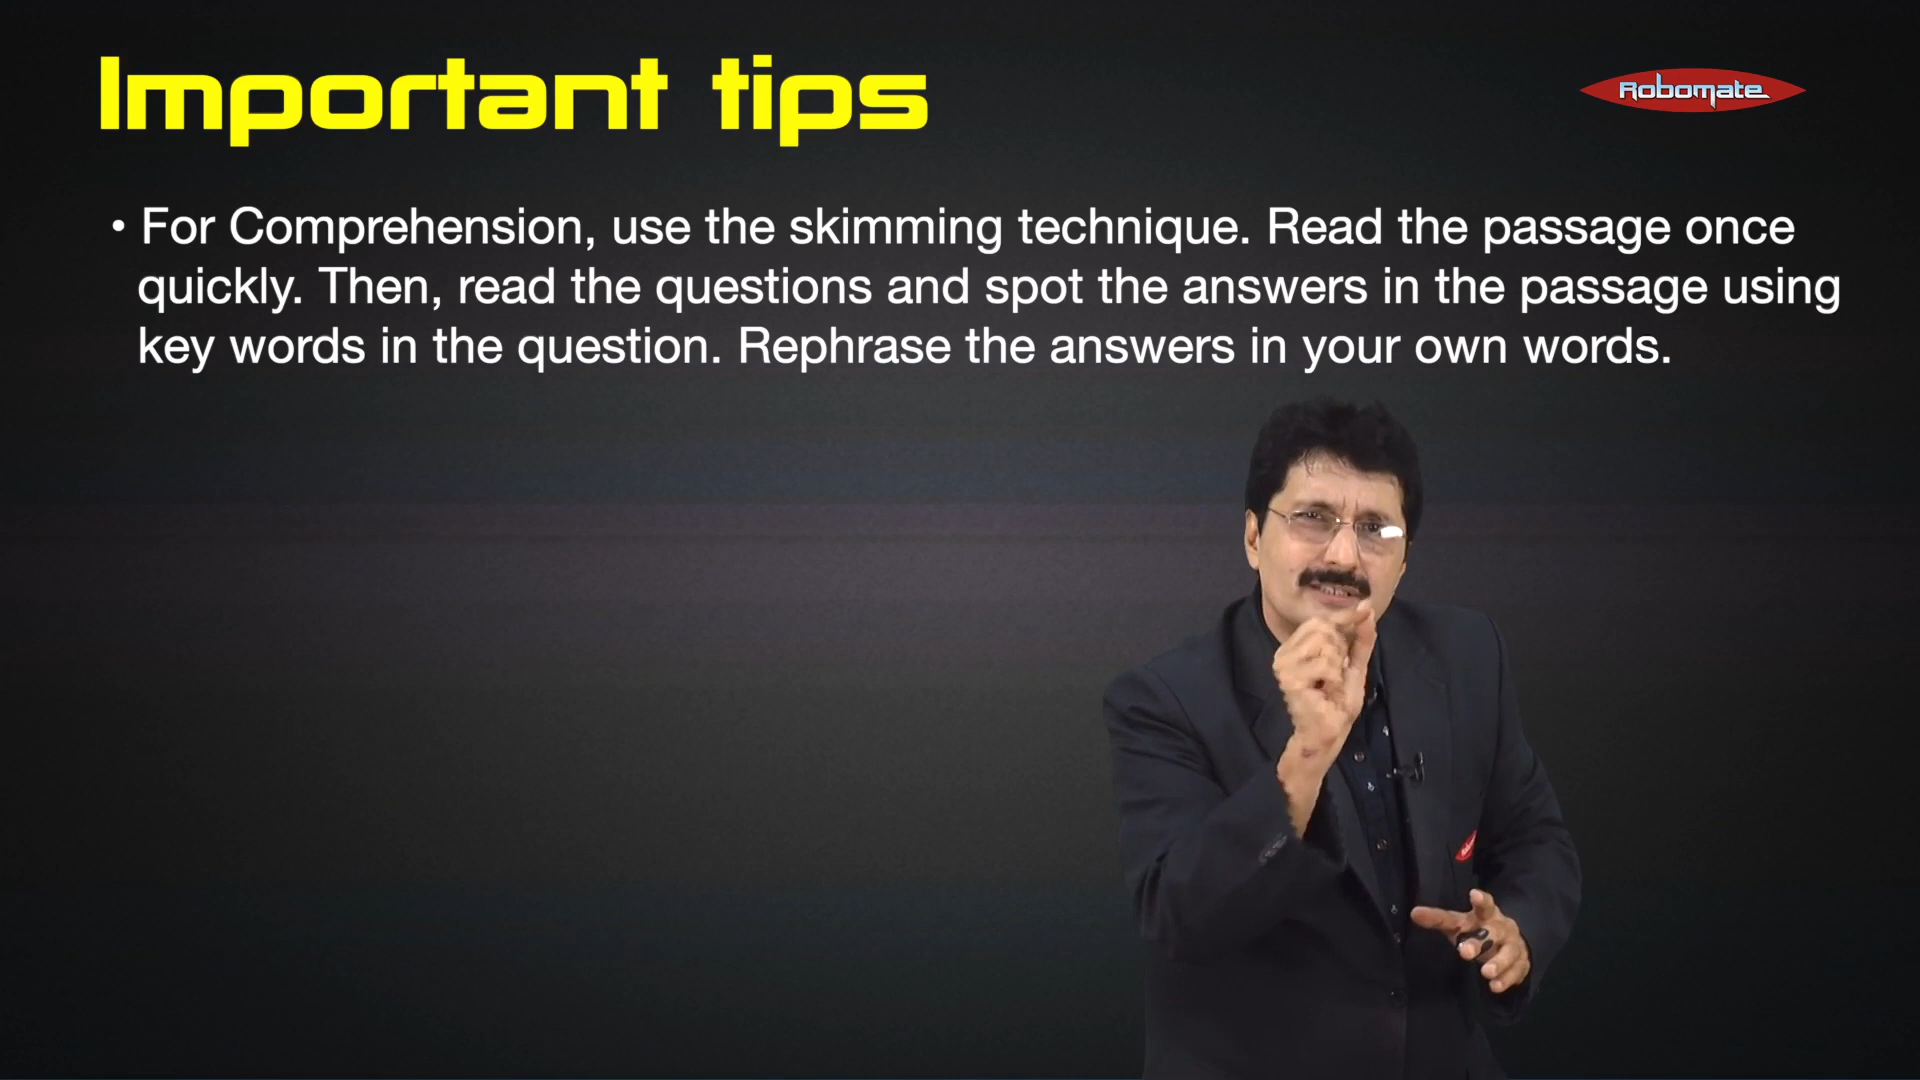 Important tips
Robomate
• For Comprehension, use the skimming technique. Read the passage once
quickly. Then, read the questions and spot the answers in the passage using
key words in the question. Rephrase the answers in your own words.